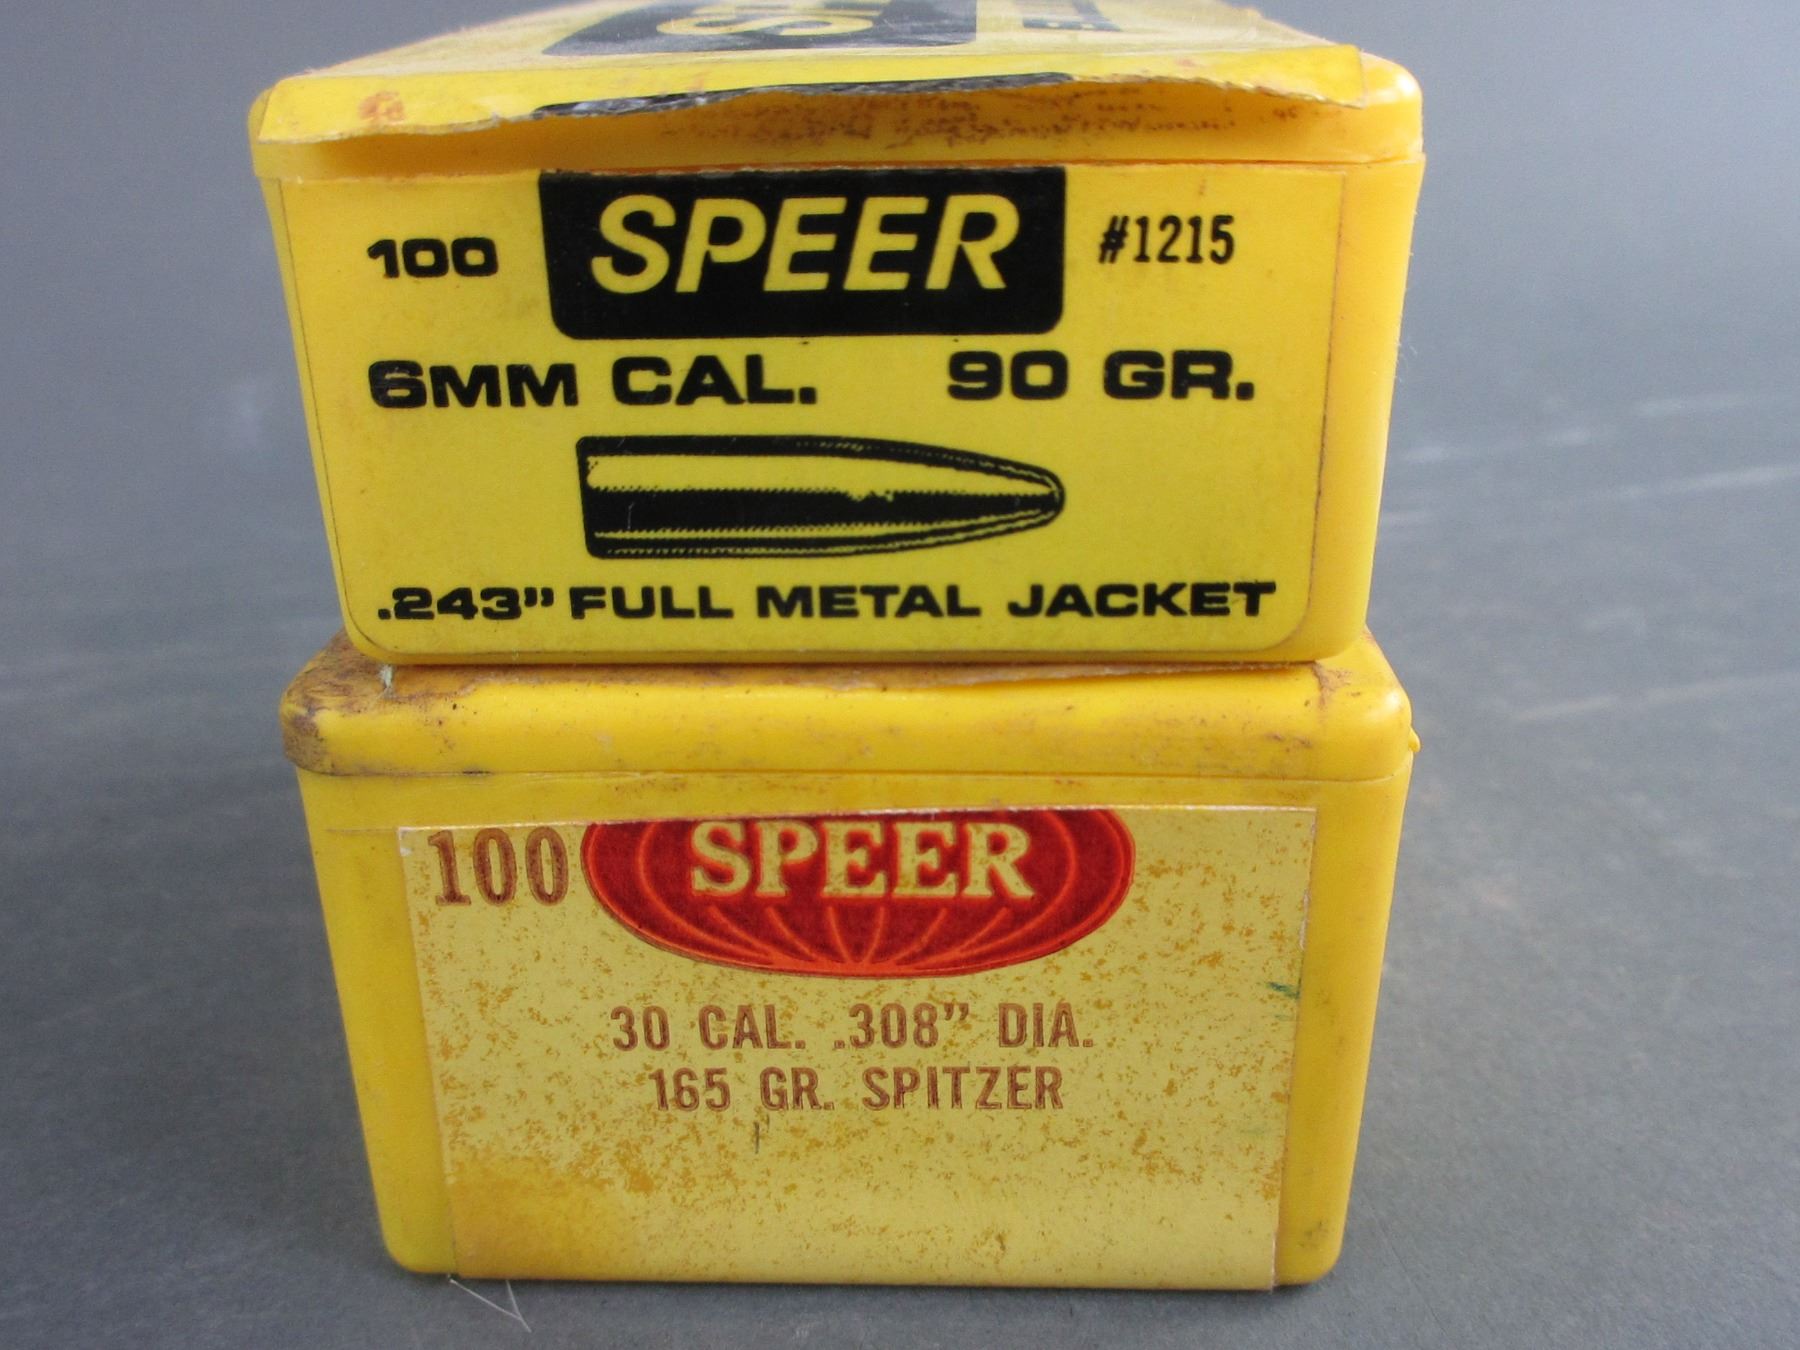 100 SPEER #1215
6MM CAL. 90 GR.
.243" FULL METAL JACKET
100 SPEER
30 CAL. .308" DIA.
165 GR. SPITZER